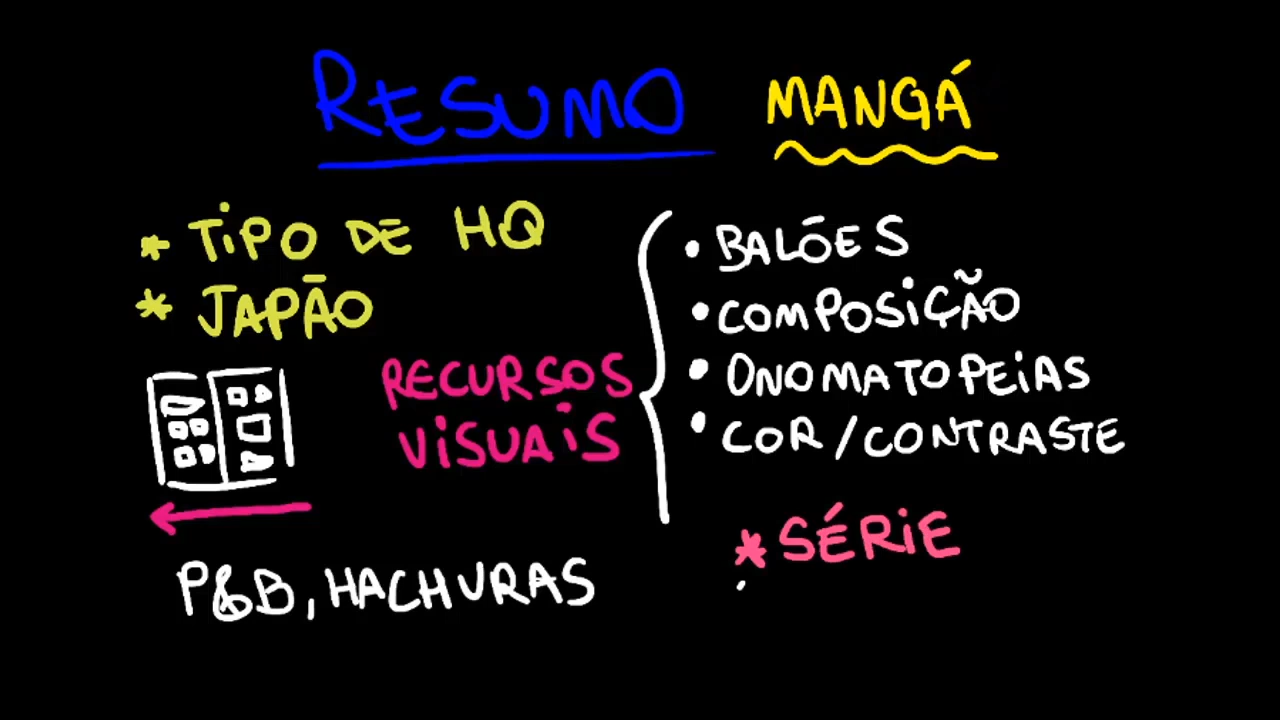 RESUMO MANGÁ
* TIPO DE HQ
* JAPÃO
RECURSOS
VISUAIS
• BALÕES
• COMPOSIÇÃO
• ONOMATOPEIAS
• COR/CONTRASTE
* SÉRIE
P&B, HACHURAS